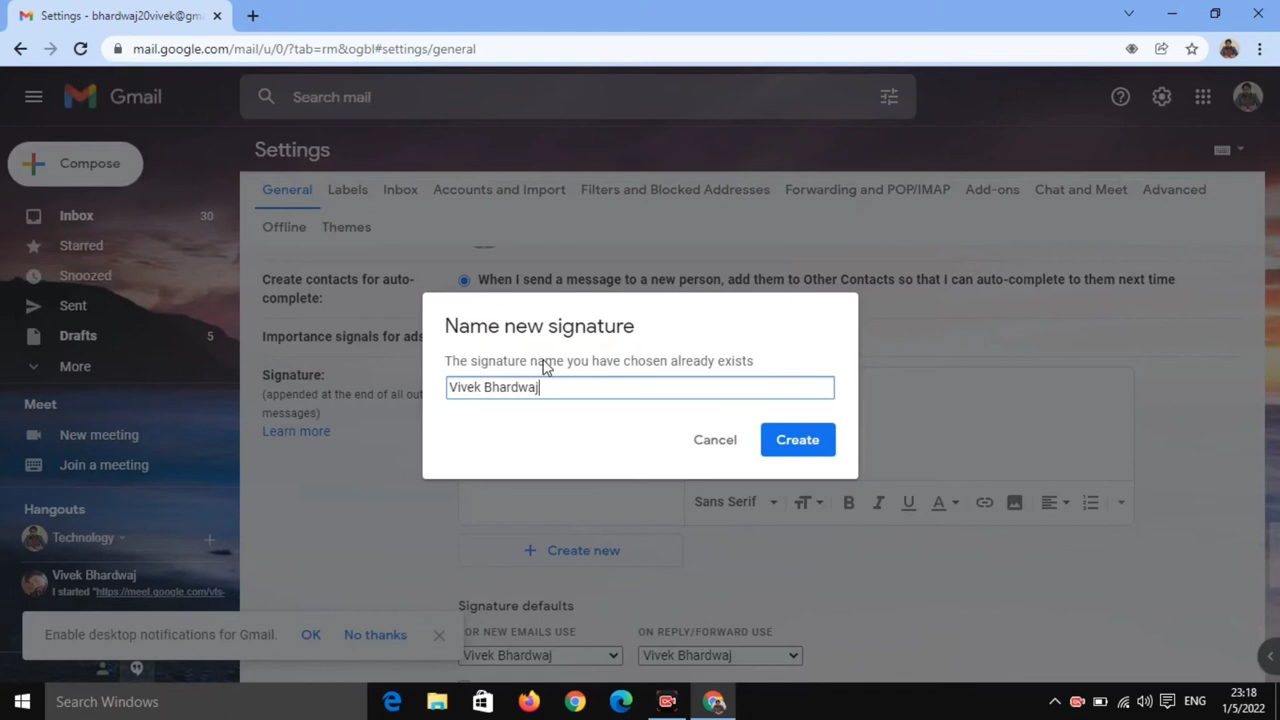 Settings - bhardwaj20vivek@gm
mail.google.com/mail/u/0/?tab=rm&ogbl#settings/general
Gmail
Search mail
Compose
Settings
General
Labels
Inbox
Accounts and Import
Filters and Blocked Addresses
Forwarding and POP/IMAP
Add-ons
Chat and Meet
Advanced
Offline
Themes
Inbox 30
Starred
Snoozed
Sent
Drafts 5
More
Meet
New meeting
Join a meeting
Hangouts
Technology
Vivek Bhardwaj
I started "https://meet.google.com/vts-
Create contacts for auto-
complete:
When I send a message to a new person, add them to Other Contacts so that I can auto-complete to them next time
Importance signals for ads
Signature:
(appended at the end of all out
messages)
Learn more
Name new signature
The signature name you have chosen already exists
Vivek Bhardwaj
Cancel
Create
Sans Serif
B I U A
Create new
Signature defaults
FOR NEW EMAILS USE
ON REPLY/FORWARD USE
Vivek Bhardwaj
Vivek Bhardwaj
Enable desktop notifications for Gmail.
OK
No thanks
Search Windows
ENG
23:18
1/5/2022